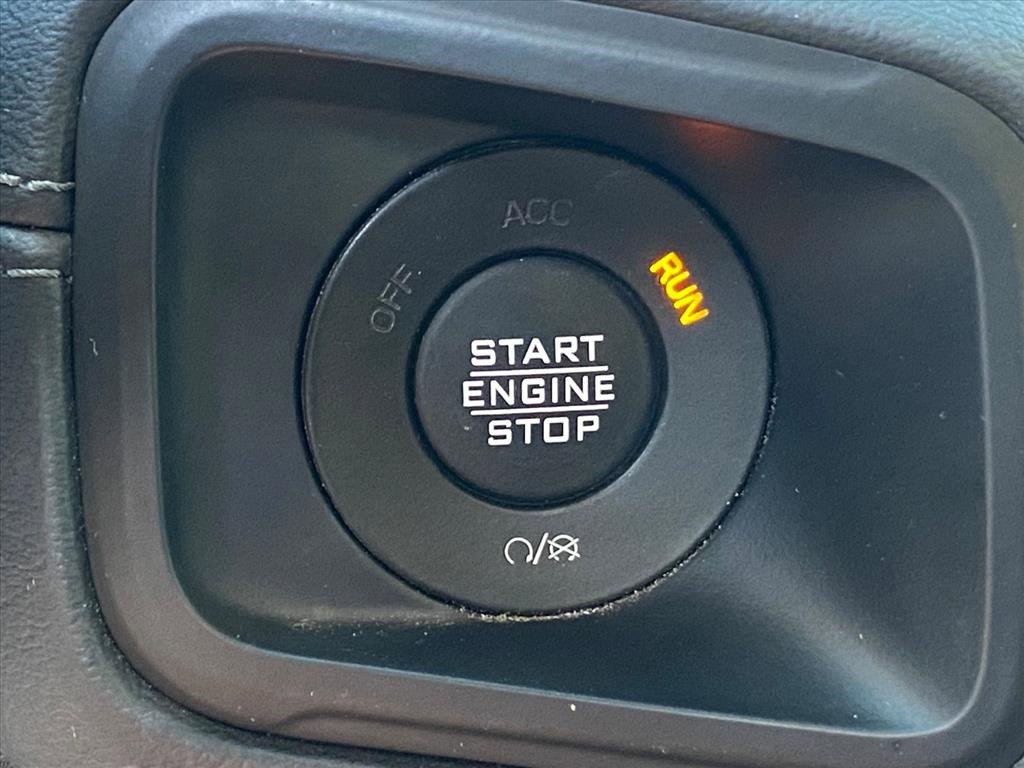 ACC
OFF
RUN
START
ENGINE
STOP